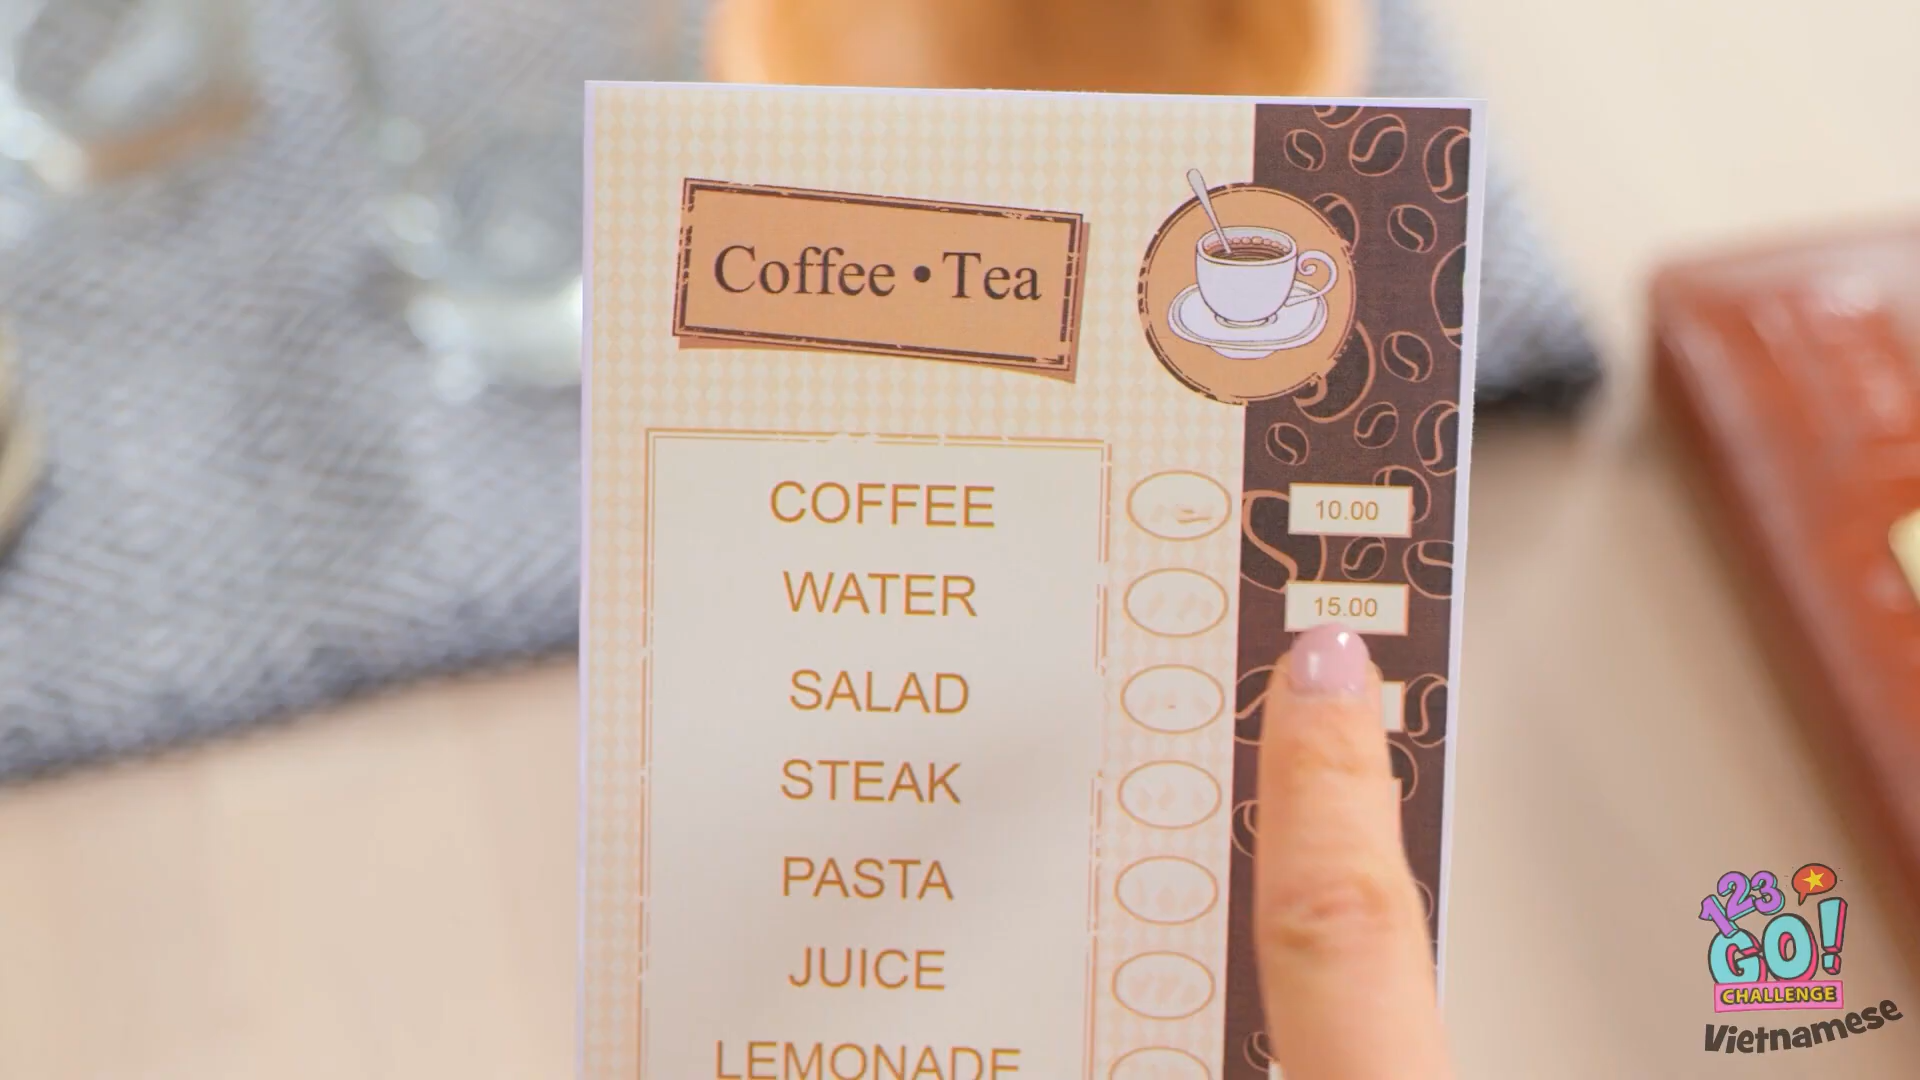 Coffee • Tea
COFFEE 10.00
WATER 15.00
SALAD
STEAK
PASTA
JUICE
LEMONADE
123
GO!
CHALLENGE
Vietnamese